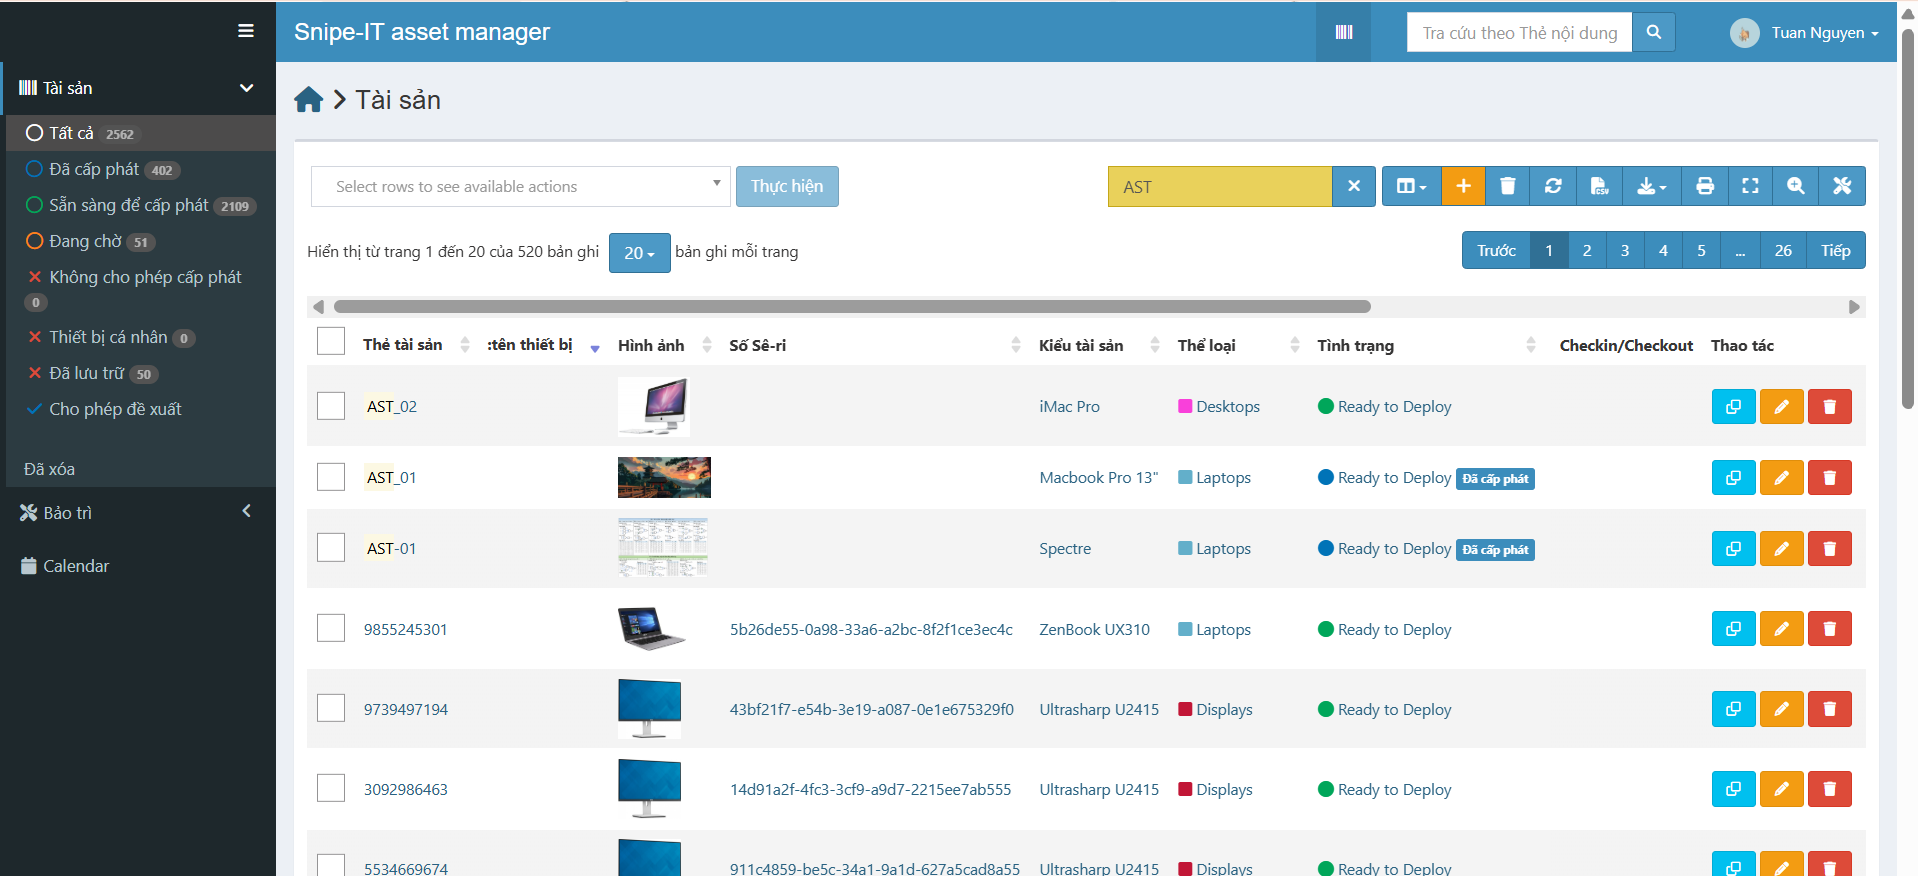 Snipe-IT asset manager
Tra cứu theo Thẻ nội dung
Tuan Nguyen
Tài sản
Tất cả 2562
Đã cấp phát 402
Sẵn sàng để cấp phát 2109
Đang chờ 51
Không cho phép cấp phát
0
Thiết bị cá nhân 0
Đã lưu trữ 50
Cho phép đề xuất
Đã xóa
Bảo trì
Calendar
Tài sản
Select rows to see available actions
Thực hiện
AST
CSV
Hiển thị từ trang 1 đến 20 của 520 bản ghi 20 bản ghi mỗi trang
Trước 1 2 3 4 5 ... 26 Tiếp
Thẻ tài sản :tên thiết bị Hình ảnh Số Sê-ri Kiểu tài sản Thể loại Tình trạng Checkin/Checkout Thao tác
AST_02 iMac Pro Desktops Ready to Deploy
AST_01 Macbook Pro 13" Laptops Ready to Deploy Đã cấp phát
AST-01 Spectre Laptops Ready to Deploy Đã cấp phát
9855245301 5b26de55-0a98-33a6-a2bc-8f2f1ce3ec4c ZenBook UX310 Laptops Ready to Deploy
9739497194 43bf21f7-e54b-3e19-a087-0e1e675329f0 Ultrasharp U2415 Displays Ready to Deploy
3092986463 14d91a2f-4fc3-3cf9-a9d7-2215ee7ab555 Ultrasharp U2415 Displays Ready to Deploy
5534669674 911c4859-be5c-34a1-9a1d-627a5cad8a55 Ultrasharp U2415 Displays Ready to Deploy